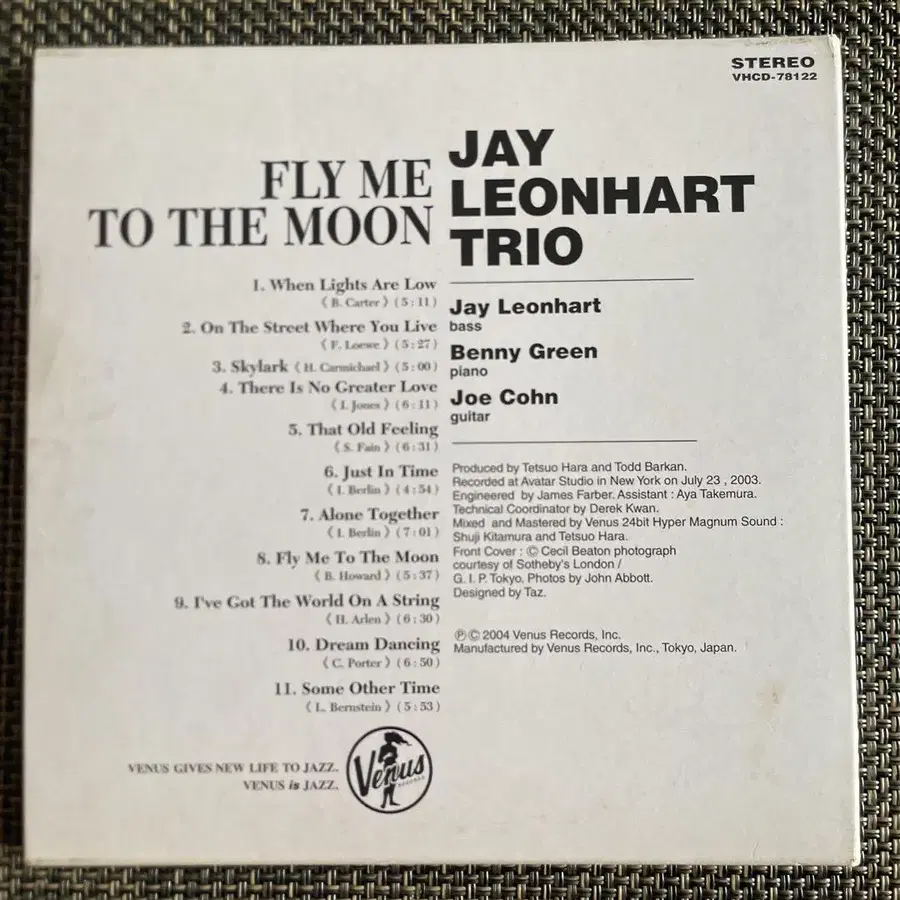 STEREO
VHCD-78122
FLY ME
TO THE MOON
JAY
LEONHART
TRIO
1. When Lights Are Low
《 B. Carter 》 ( 5 : 11 )
2. On The Street Where You Live
《 F. Loewe 》 ( 5 : 27 )
3. Skylark 《 H. Carmichael 》 ( 5 : 00 )
4. There Is No Greater Love
《 I. Jones 》 ( 6 : 11 )
5. That Old Feeling
《 S. Fain 》 ( 6 : 31 )
6. Just In Time
《 I. Berlin 》 ( 4 : 54 )
7. Alone Together
《 I. Berlin 》 ( 7 : 01 )
8. Fly Me To The Moon
《 B. Howard 》 ( 5 : 37 )
9. I've Got The World On A String
《 H. Arlen 》 ( 6 : 30 )
10. Dream Dancing
《 C. Porter 》 ( 6 : 50 )
11. Some Other Time
《 L. Bernstein 》 ( 5 : 53 )
Jay Leonhart
bass
Benny Green
piano
Joe Cohn
guitar
Produced by Tetsuo Hara and Todd Barkan.
Recorded at Avatar Studio in New York on July 23 , 2003.
Engineered by James Farber. Assistant : Aya Takemura.
Technical Coordinator by Derek Kwan.
Mixed and Mastered by Venus 24bit Hyper Magnum Sound :
Shuji Kitamura and Tetsuo Hara.
Front Cover : © Cecil Beaton photograph
courtesy of Sotheby's London /
G. I. P. Tokyo. Photos by John Abbott.
Designed by Taz.
℗ © 2004 Venus Records, Inc.
Manufactured by Venus Records, Inc., Tokyo, Japan.
VENUS GIVES NEW LIFE TO JAZZ.
VENUS is JAZZ.
Venus
RECORDS